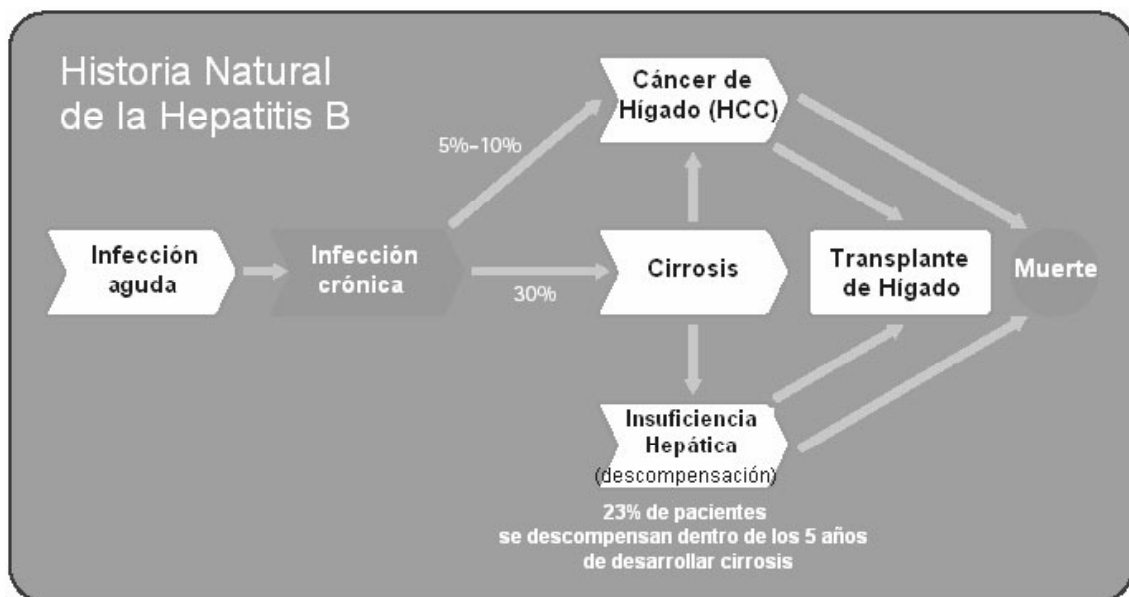 Historia Natural
de la Hepatitis B
Cáncer de
Hígado (HCC)
5%-10%
Infección
aguda
Infección
crónica
30%
Cirrosis
Transplante
de Hígado
Muerte
Insuficiencia
Hepática
(descompensación)
23% de pacientes
se descompensan dentro de los 5 años
de desarrollar cirrosis